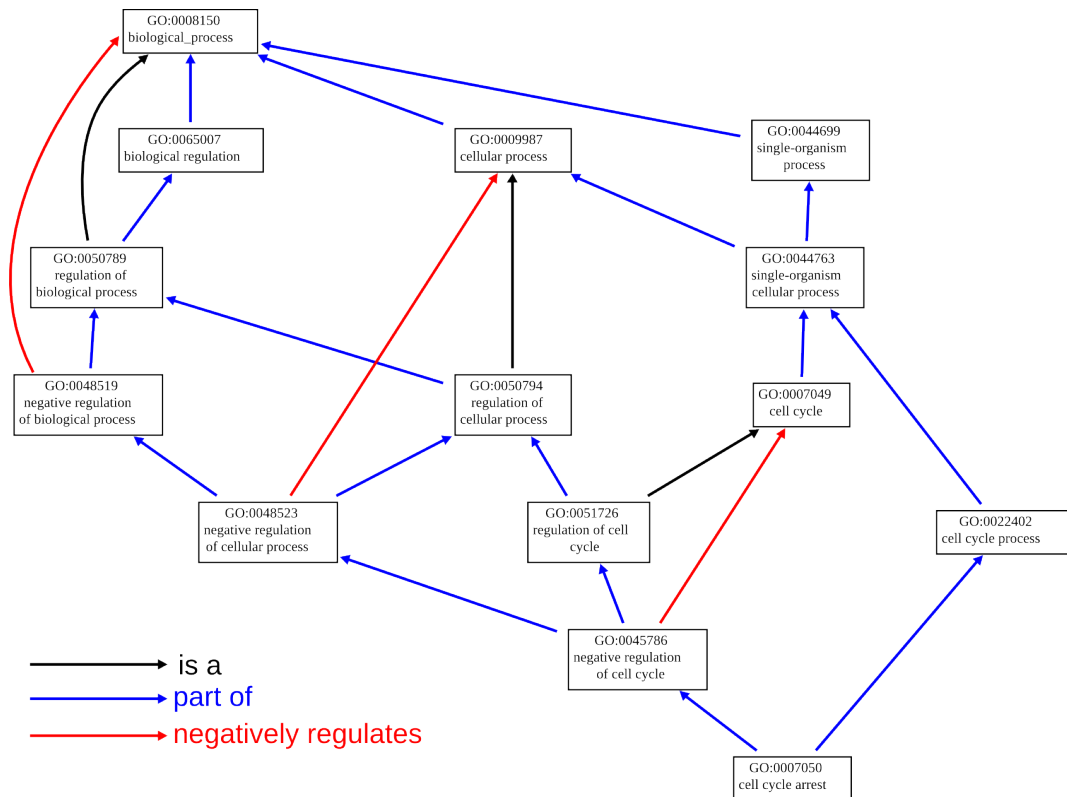 GO:0008150
biological_process
GO:0065007
biological regulation
GO:0009987
cellular process
GO:0044699
single-organism
process
GO:0050789
regulation of
biological process
GO:0044763
single-organism
cellular process
GO:0048519
negative regulation
of biological process
GO:0050794
regulation of
cellular process
GO:0007049
cell cycle
GO:0048523
negative regulation
of cellular process
GO:0051726
regulation of cell
cycle
GO:0022402
cell cycle process
GO:0045786
negative regulation
of cell cycle
is a
part of
negatively regulates
GO:0007050
cell cycle arrest